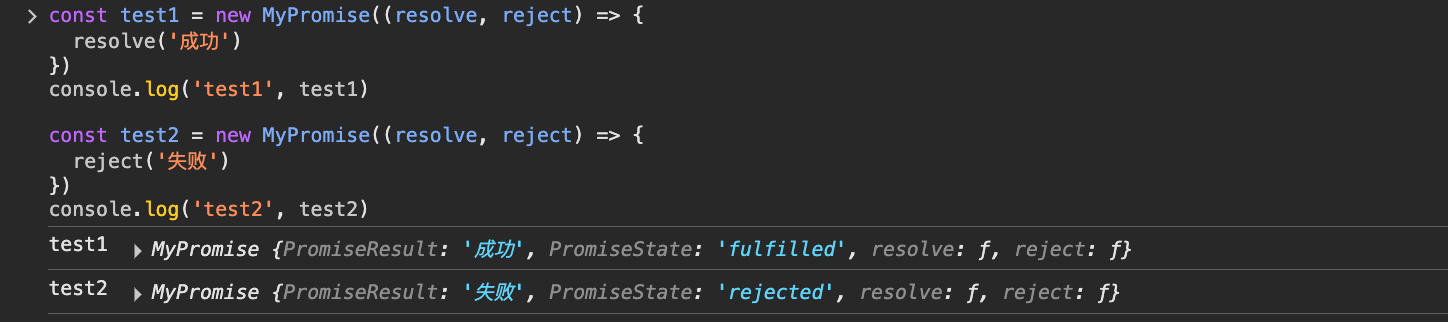 const test1 = new MyPromise((resolve, reject) => {
  resolve('成功')
})
console.log('test1', test1)

const test2 = new MyPromise((resolve, reject) => {
  reject('失败')
})
console.log('test2', test2)
test1 MyPromise {PromiseResult: '成功', PromiseState: 'fulfilled', resolve: ƒ, reject: ƒ}
test2 MyPromise {PromiseResult: '失败', PromiseState: 'rejected', resolve: ƒ, reject: ƒ}